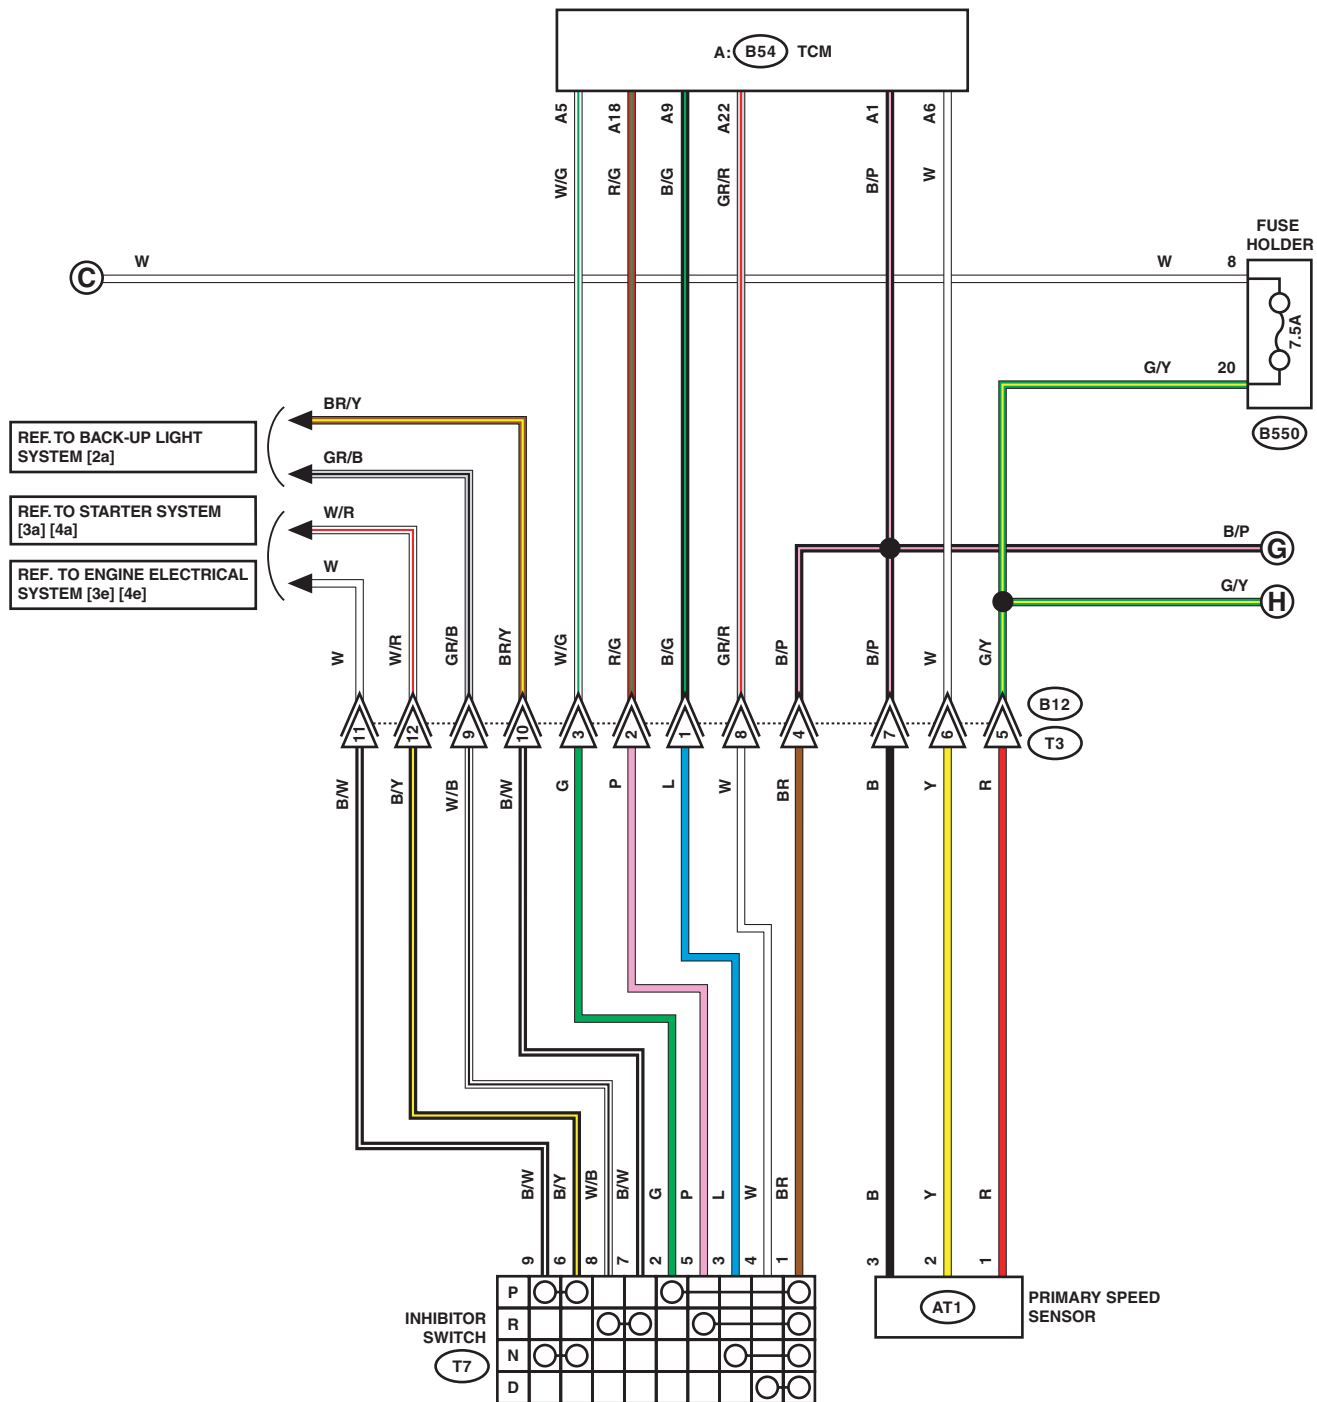 A: B54 TCM
A5
A18
A9
A22
A1
A6
W/G
R/G
B/G
GR/R
B/P
W
FUSE
HOLDER
C
W
W
8
7.5A
G/Y
20
B550
BR/Y
REF. TO BACK-UP LIGHT
SYSTEM [2a]
GR/B
REF. TO STARTER SYSTEM
[3a] [4a]
W/R
W
REF. TO ENGINE ELECTRICAL
SYSTEM [3e] [4e]
B/P
G
G/Y
H
W
W/R
GR/B
BR/Y
W/G
R/G
B/G
GR/R
B/P
B/P
W
G/Y
B12
11
12
9
10
3
2
1
8
4
7
6
5
T3
B/W
B/Y
W/B
B/W
G
P
L
W
BR
B
Y
R
B/W
B/Y
W/B
B/W
G
P
L
W
BR
B
Y
R
9
6
8
7
2
5
3
4
1
3
2
1
P
R
N
D
INHIBITOR
SWITCH
T7
AT1
PRIMARY SPEED
SENSOR